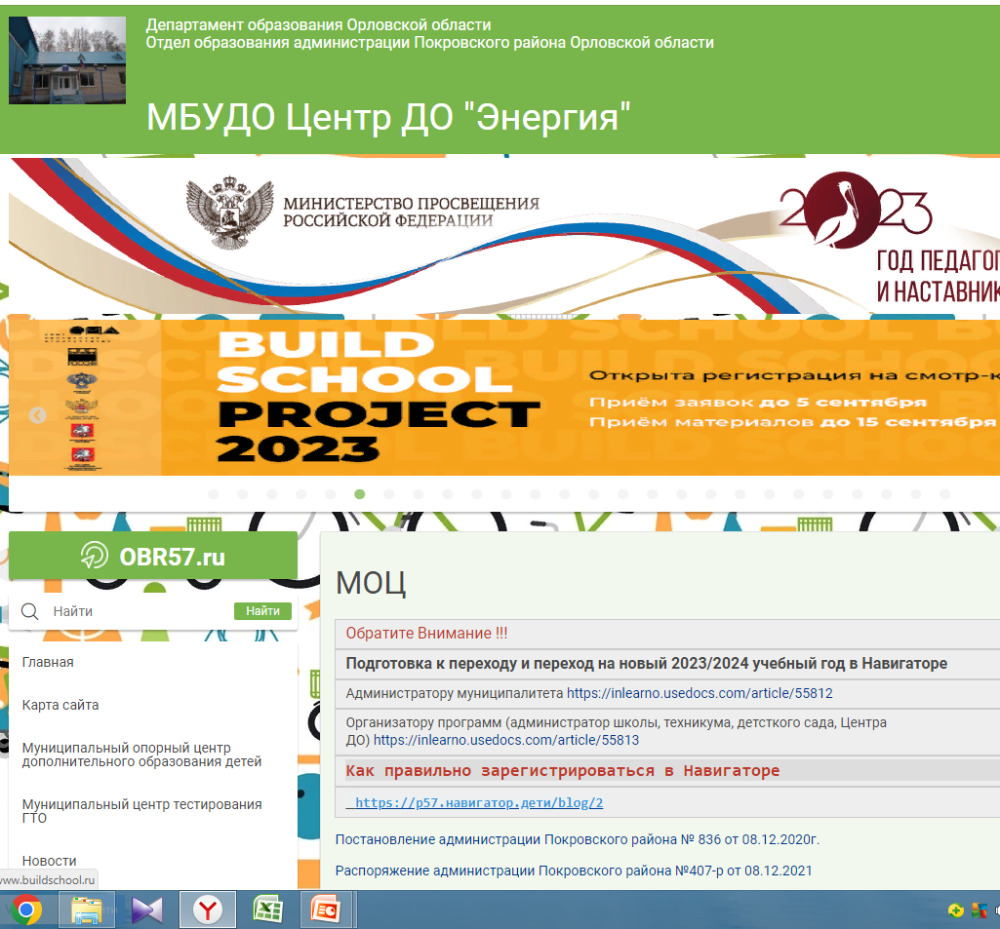 Департамент образования Орловской области
Отдел образования администрации Покровского района Орловской области
МБУДО Центр ДО "Энергия"
МИНИСТЕРСТВО ПРОСВЕЩЕНИЯ
РОССИЙСКОЙ ФЕДЕРАЦИИ
2023
ГОД ПЕДАГОГ
И НАСТАВНИК
BUILD
SCHOOL
PROJECT
2023
Открыта регистрация на смотр-к
Приём заявок до 5 сентября
Приём материалов до 15 сентября
OBR57.ru
Найти Найти
Главная
Карта сайта
Муниципальный опорный центр
дополнительного образования детей
Муниципальный центр тестирования
ГТО
Новости
www.buildschool.ru
МОЦ
Обратите Внимание !!!
Подготовка к переходу и переход на новый 2023/2024 учебный год в Навигаторе
Администратору муниципалитета https://inlearno.usedocs.com/article/55812
Организатору программ (администратор школы, техникума, детсткого сада, Центра
ДО) https://inlearno.usedocs.com/article/55813
Как правильно зарегистрироваться в Навигаторе
https://р57.навигатор.дети/blog/2
Постановление администрации Покровского района № 836 от 08.12.2020г.
Распоряжение администрации Покровского района №407-р от 08.12.2021